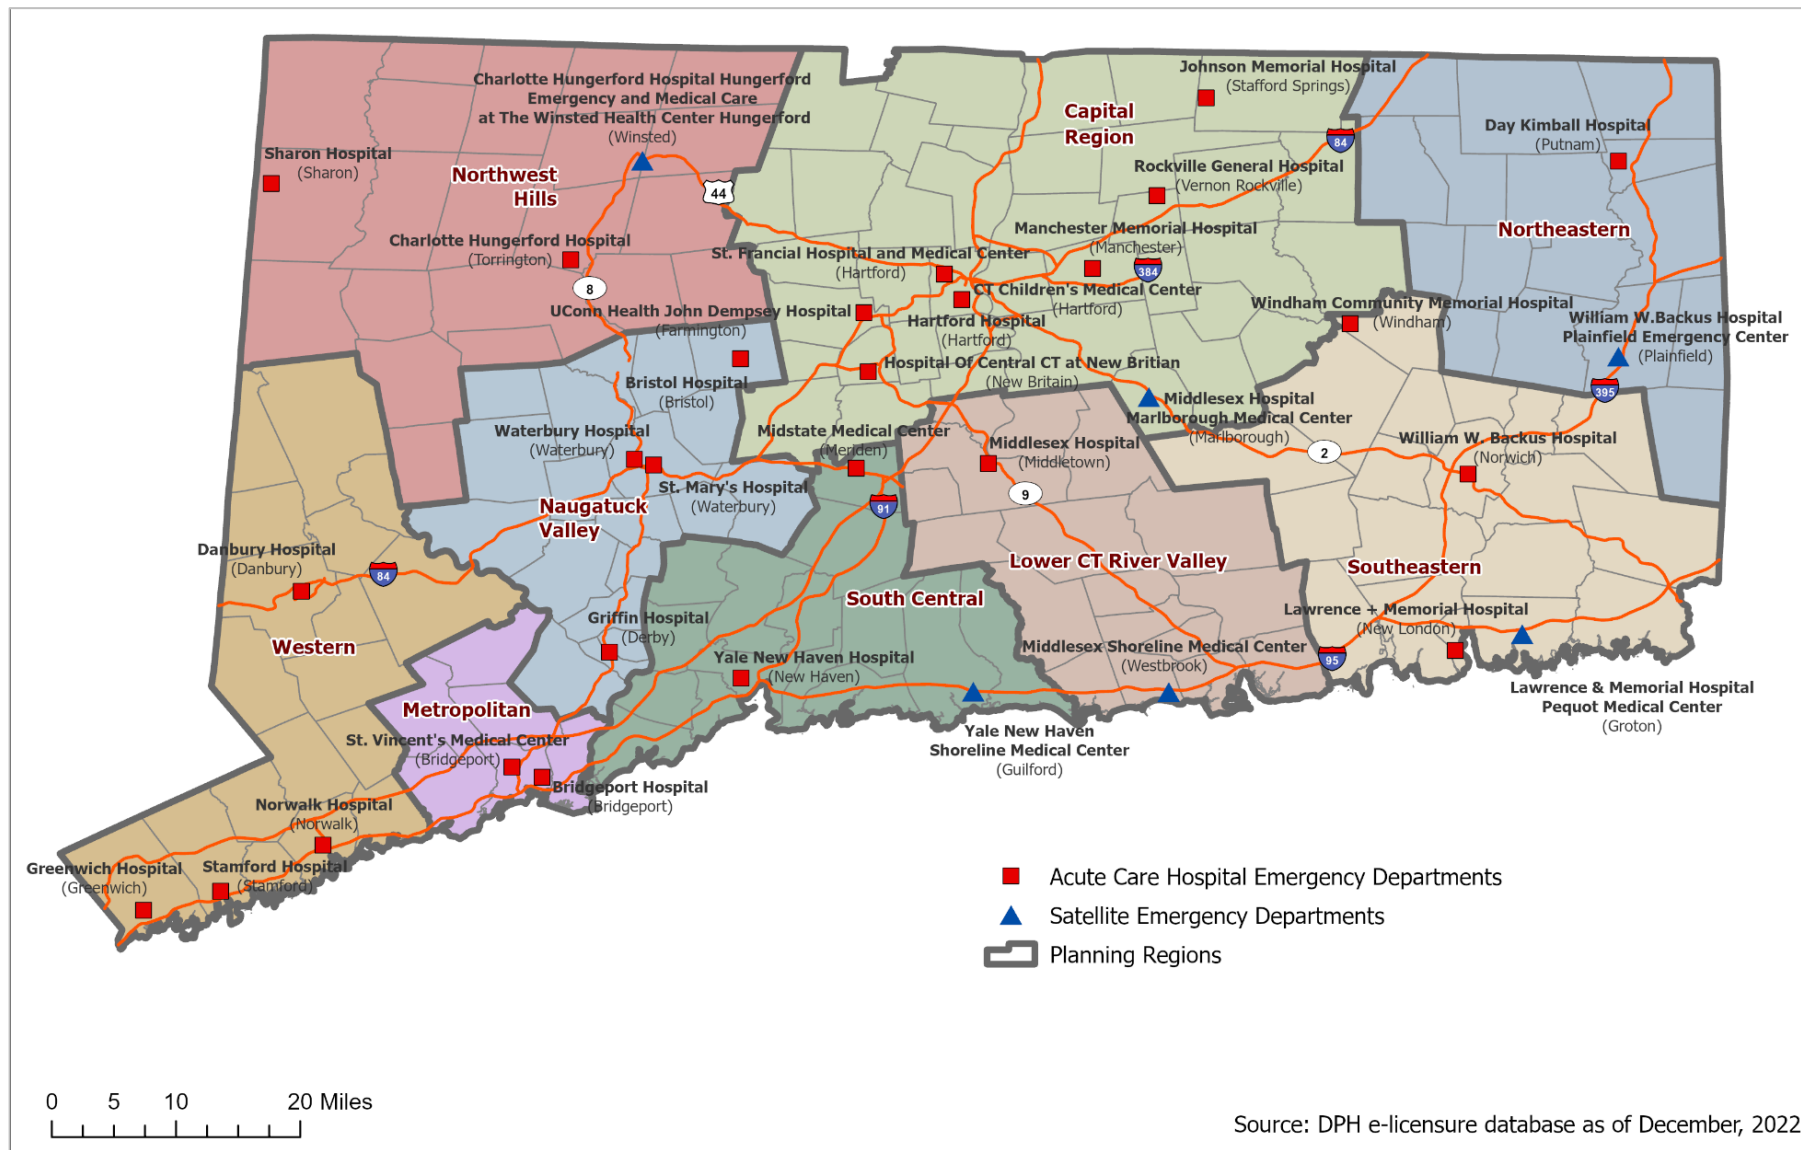 Charlotte Hungerford Hospital Hungerford
Emergency and Medical Care
at The Winsted Health Center Hungerford
(Winsted)
Sharon Hospital
(Sharon)
Northwest
Hills
44
Charlotte Hungerford Hospital
(Torrington)
8
Johnson Memorial Hospital
(Stafford Springs)
Capital
Region
84
Rockville General Hospital
(Vernon Rockville)
Manchester Memorial Hospital
(Manchester)
384
St. Francial Hospital and Medical Center
(Hartford)
CT Children's Medical Center
(Hartford)
UConn Health John Dempsey Hospital
(Farmington)
Hartford Hospital
(Hartford)
Hospital Of Central CT at New Britian
(New Britain)
Day Kimball Hospital
(Putnam)
Northeastern
Windham Community Memorial Hospital
(Windham)
William W.Backus Hospital
Plainfield Emergency Center
(Plainfield)
395
Bristol Hospital
(Bristol)
Waterbury Hospital
(Waterbury)
St. Mary's Hospital
(Waterbury)
Naugatuck
Valley
Midstate Medical Center
(Meriden)
91
Middlesex Hospital
(Middletown)
9
Middlesex Hospital
Marlborough Medical Center
(Marlborough)
2
William W. Backus Hospital
(Norwich)
Danbury Hospital
(Danbury)
84
Western
Griffin Hospital
(Derby)
South Central
Lower CT River Valley
Southeastern
Lawrence + Memorial Hospital
(New London)
Yale New Haven Hospital
(New Haven)
Middlesex Shoreline Medical Center
(Westbrook)
95
Lawrence & Memorial Hospital
Pequot Medical Center
(Groton)
Yale New Haven
Shoreline Medical Center
(Guilford)
Metropolitan
St. Vincent's Medical Center
(Bridgeport)
Bridgeport Hospital
(Bridgeport)
Norwalk Hospital
(Norwalk)
Greenwich Hospital
(Greenwich)
Stamford Hospital
(Stamford)
Acute Care Hospital Emergency Departments
Satellite Emergency Departments
Planning Regions
0 5 10 20 Miles
Source: DPH e-licensure database as of December, 2022